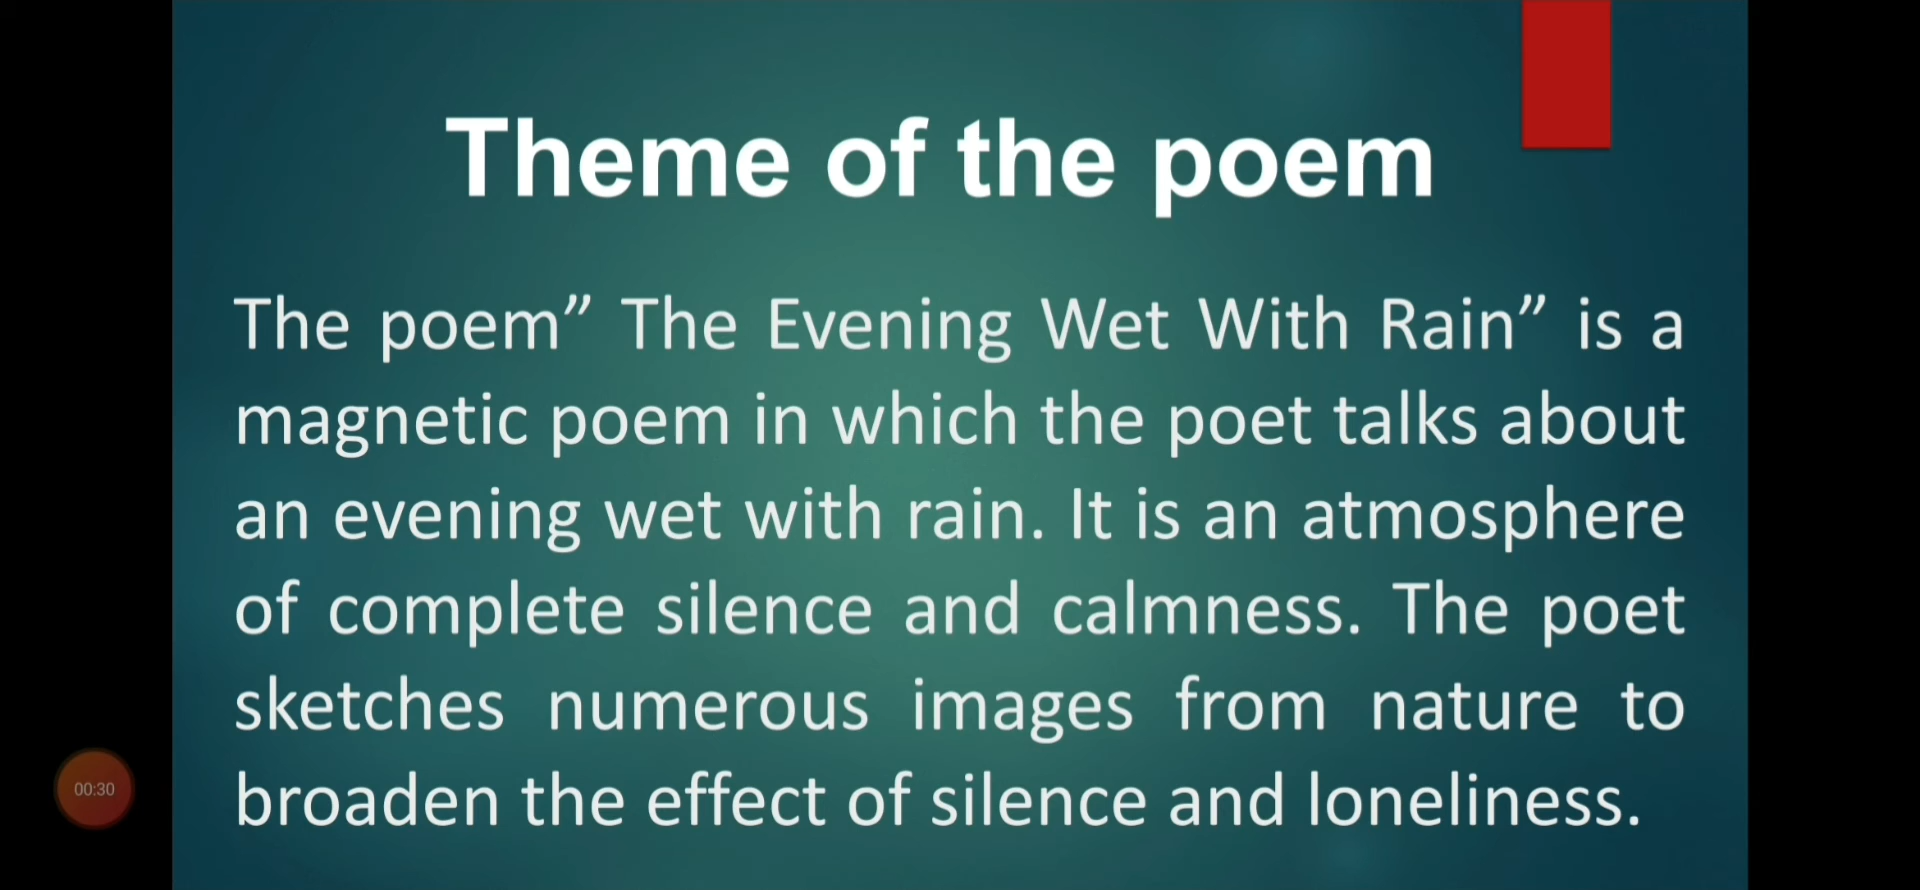 Theme of the poem
The poem” The Evening Wet With Rain” is a
magnetic poem in which the poet talks about
an evening wet with rain. It is an atmosphere
of complete silence and calmness. The poet
sketches numerous images from nature to
broaden the effect of silence and loneliness.
00:30